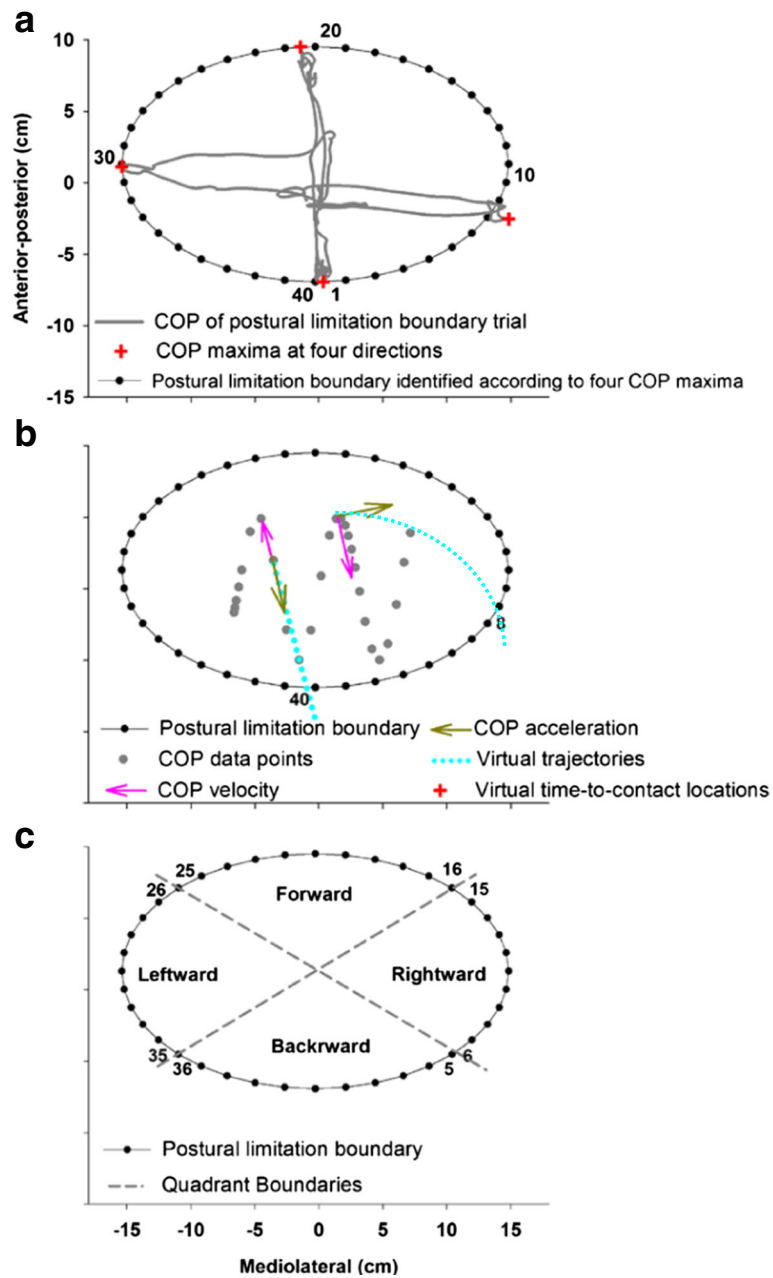 a
10
5
0
-5
-10
-15
Anterior-posterior (cm)
20
30
10
40 1
COP of postural limitation boundary trial
COP maxima at four directions
Postural limitation boundary identified according to four COP maxima
b
8
40
Postural limitation boundary
COP acceleration
COP data points
Virtual trajectories
COP velocity
Virtual time-to-contact locations
c
25
16
26
15
Forward
Leftward
Rightward
Backrward
35
6
36
5
Postural limitation boundary
Quadrant Boundaries
-15 -10 -5 0 5 10 15
Mediolateral (cm)